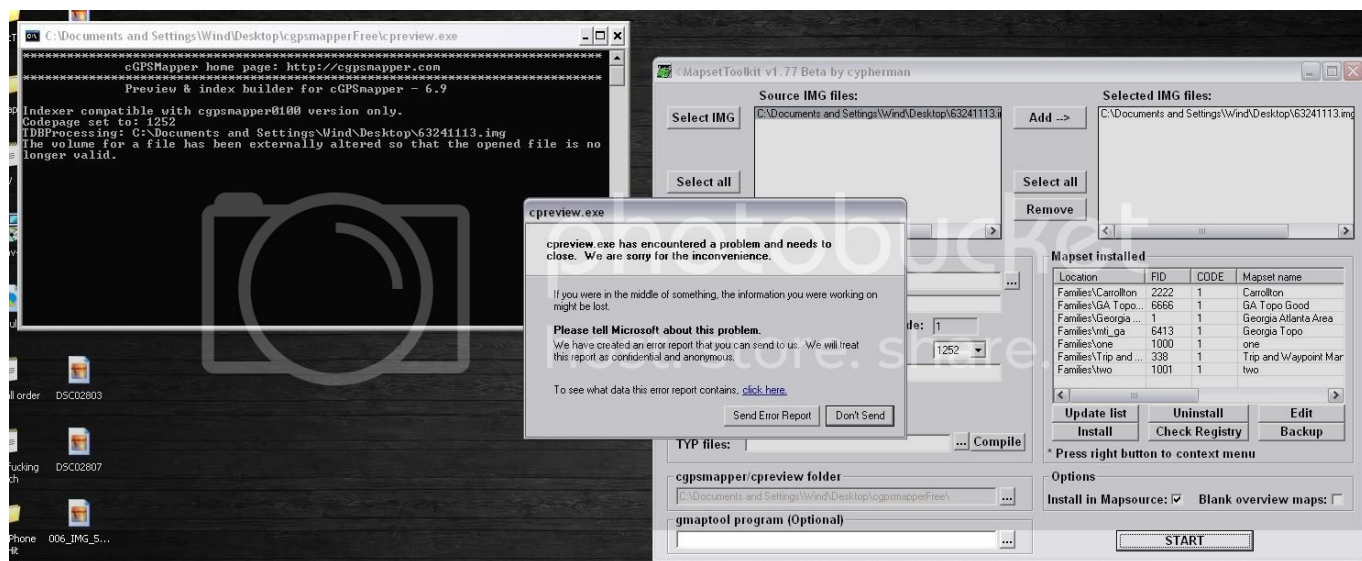 C:\Documents and Settings\Wind\Desktop\cgpsmapperFree\cpreview.exe
cGPSMapper home page: http://cgpsmapper.com
Preview & index builder for cGPSmapper - 6.9
Indexer compatible with cgpsmapper0100 version only.
Codepage set to: 1252
TDBProcessing: C:\Documents and Settings\Wind\Desktop\63241113.img
The volume for a file has been externally altered so that the opened file is no
longer valid.
cpreview.exe
cpreview.exe has encountered a problem and needs to
close. We are sorry for the inconvenience.
If you were in the middle of something, the information you were working on
might be lost.
Please tell Microsoft about this problem.
We have created an error report that you can send to us. We will treat
this report as confidential and anonymous.
To see what data this error report contains, click here.
Send Error Report
Don't Send
<MapsetToolkit v1.77 Beta by cypherman
Source IMG files:
Selected IMG files:
Select IMG
C:\Documents and Settings\Wind\Desktop\63241113.i
Add -->
C:\Documents and Settings\Wind\Desktop\63241113.img
Select all
Select all
Remove
Mapset installed
Location FID CODE Mapset name
Families\Carrollton 2222 1 Carrollton
Families\GA Topo... 6666 1 GA Topo Good
Families\Georgia ... 1 1 Georgia Atlanta Area
Families\mti_ga 6413 1 Georgia Topo
Families\one 1000 1 one
Families\Trip and ... 338 1 Trip and Waypoint Mar
Families\two 1001 1 two
de: 1
1252
Update list
Uninstall
Edit
Install
Check Registry
Backup
* Press right button to context menu
TYP files:
...
Compile
cgpsmapper/cpreview folder
C:\Documents and Settings\Wind\Desktop\cgpsmapperFree\
...
gmaptool program (Optional)
...
Options
Install in Mapsource:
Blank overview maps:
START
all order
DSC02803
DSC02807
fucking
ch
Phone
Hit
006_IMG_5...
photobucket
host. store. share.